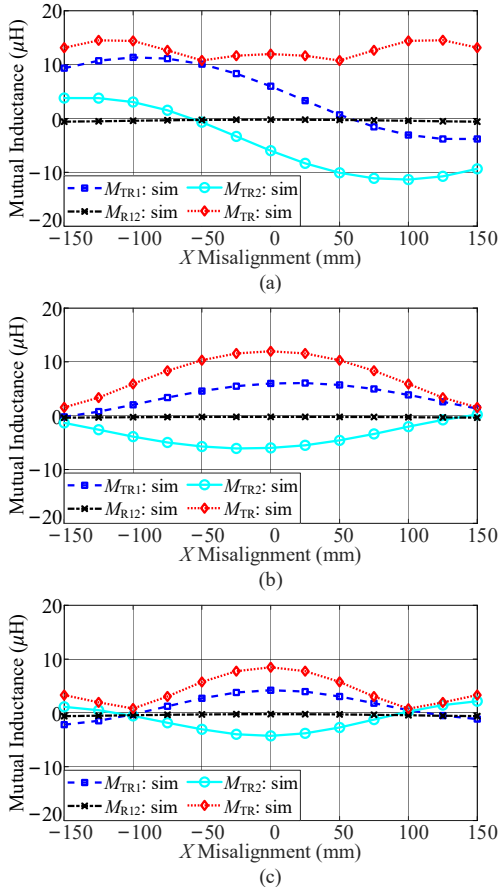 20
10
0
−10
−20
Mutual Inductance (μH)
M_TR1: sim M_TR2: sim
M_R12: sim M_TR: sim
−150 −100 −50 0 50 100 150
X Misalignment (mm)
(a)
20
10
0
−10
−20
Mutual Inductance (μH)
M_TR1: sim M_TR2: sim
M_R12: sim M_TR: sim
−150 −100 −50 0 50 100 150
X Misalignment (mm)
(b)
20
10
0
−10
−20
Mutual Inductance (μH)
M_TR1: sim M_TR2: sim
M_R12: sim M_TR: sim
−150 −100 −50 0 50 100 150
X Misalignment (mm)
(c)